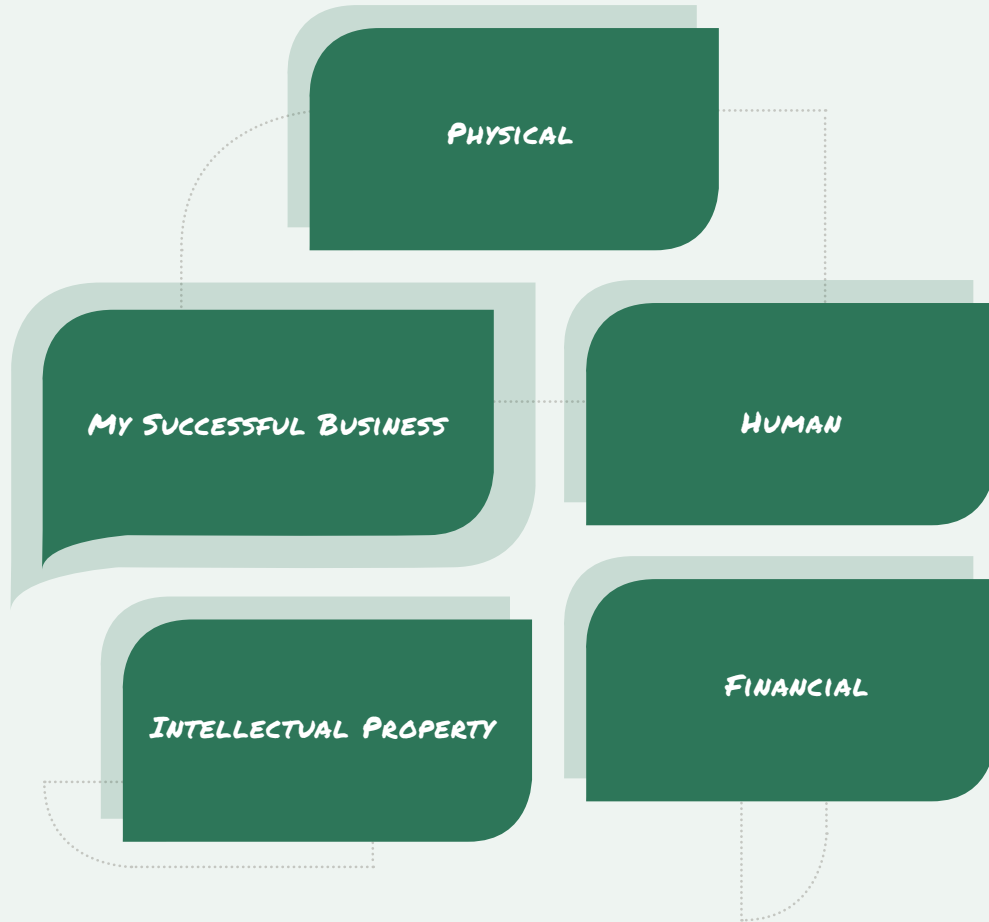 Physical
My Successful Business
Human
Financial
Intellectual Property